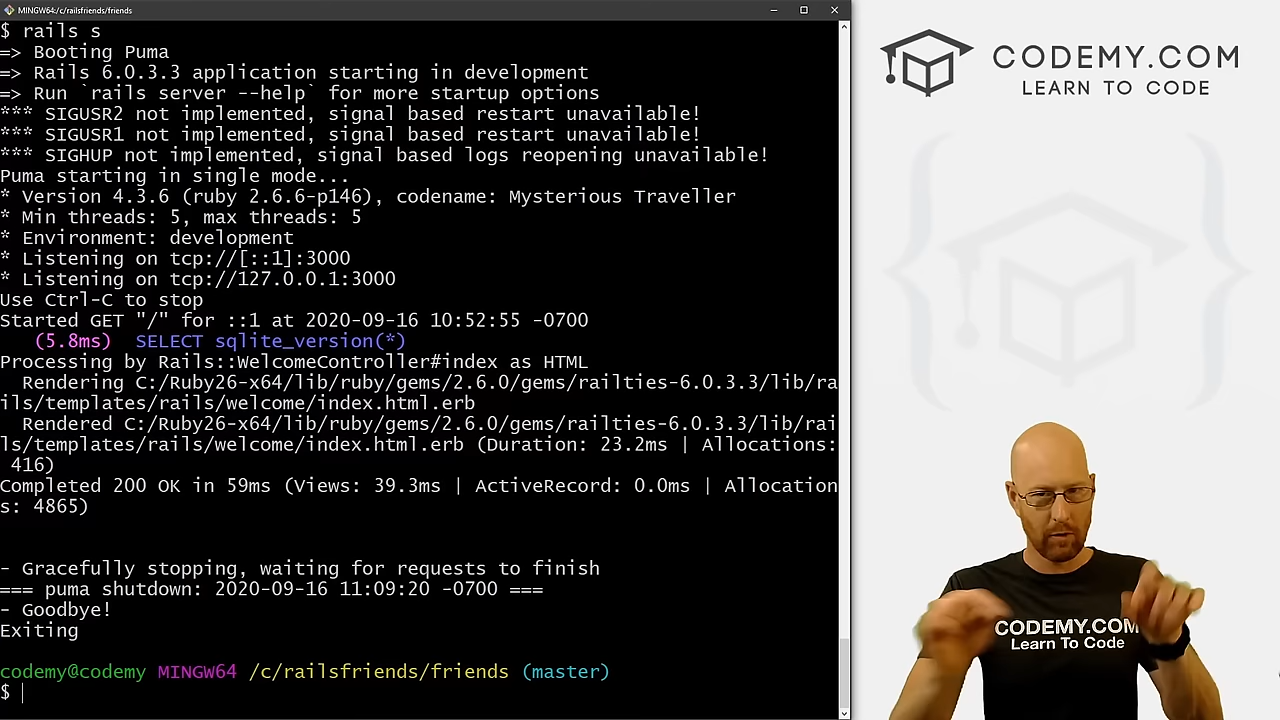 MINGW64:/c/railsfriends/friends
$ rails s
=> Booting Puma
=> Rails 6.0.3.3 application starting in development
=> Run `rails server --help` for more startup options
*** SIGUSR2 not implemented, signal based restart unavailable!
*** SIGUSR1 not implemented, signal based restart unavailable!
*** SIGHUP not implemented, signal based logs reopening unavailable!
Puma starting in single mode...
* Version 4.3.6 (ruby 2.6.6-p146), codename: Mysterious Traveller
* Min threads: 5, max threads: 5
* Environment: development
* Listening on tcp://[::1]:3000
* Listening on tcp://127.0.0.1:3000
Use Ctrl-C to stop
Started GET "/" for ::1 at 2020-09-16 10:52:55 -0700
(5.8ms)  SELECT sqlite_version(*)
Processing by Rails::WelcomeController#index as HTML
Rendering C:/Ruby26-x64/lib/ruby/gems/2.6.0/gems/railties-6.0.3.3/lib/ra
ils/templates/rails/welcome/index.html.erb
Rendered C:/Ruby26-x64/lib/ruby/gems/2.6.0/gems/railties-6.0.3.3/lib/rai
ls/templates/rails/welcome/index.html.erb (Duration: 23.2ms | Allocations:
416)
Completed 200 OK in 59ms (Views: 39.3ms | ActiveRecord: 0.0ms | Allocation
s: 4865)
- Gracefully stopping, waiting for requests to finish
=== puma shutdown: 2020-09-16 11:09:20 -0700 ===
- Goodbye!
Exiting
codemy@codemy MINGW64 /c/railsfriends/friends (master)
$
CODEMY.COM
LEARN TO CODE
CODEMY.COM
Learn To Code